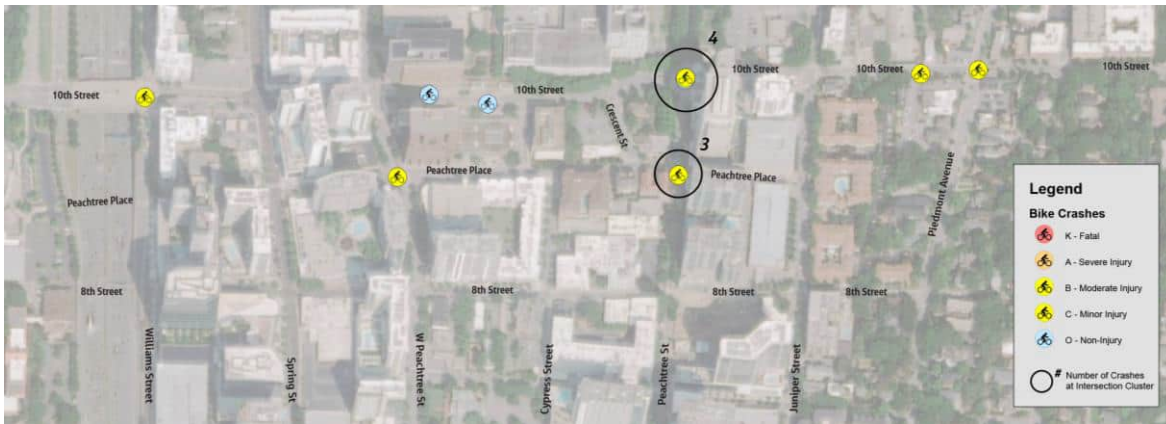 4
10th Street
10th Street
10th Street
10th Street
10th Street
Crescent St
3
Peachtree Place
Peachtree Place
Peachtree Place
Piedmont Avenue
8th Street
8th Street
8th Street
8th Street
Williams Street
Spring St
W Peachtree St
Cypress Street
Peachtree St
Juniper Street
Legend
Bike Crashes
K - Fatal
A - Severe Injury
B - Moderate Injury
C - Minor Injury
O - Non-Injury
# Number of Crashes
at Intersection Cluster